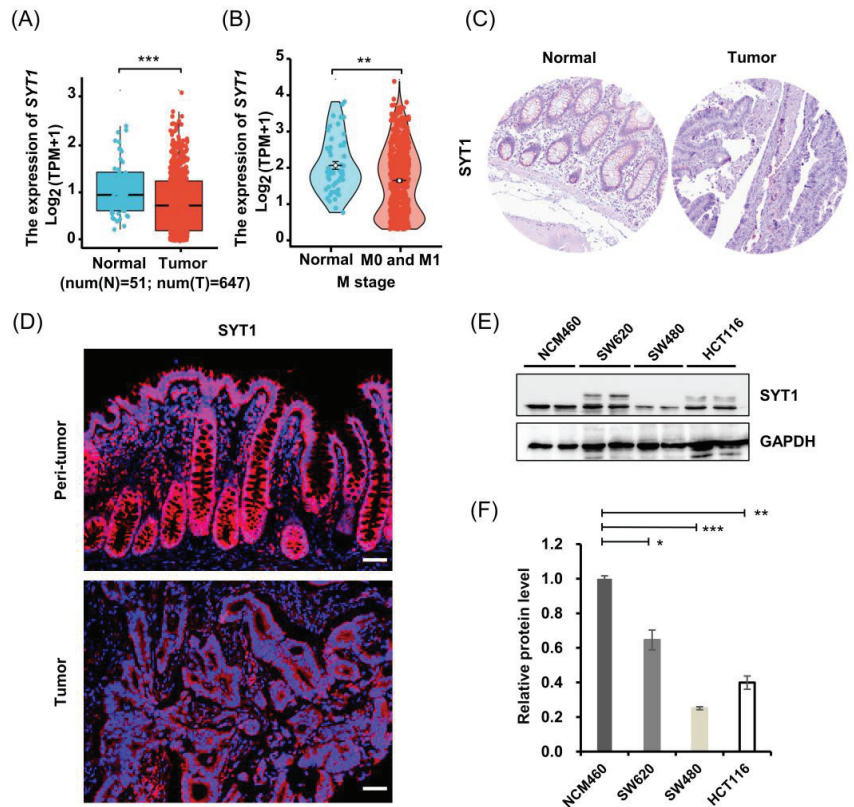 (A)
The expression of SYT1
Log2 (TPM+1)
***
3
2
1
0
Normal Tumor
(num(N)=51; num(T)=647)
(B)
The expression of SYT1
Log2 (TPM+1)
**
5
4
3
2
1
0
Normal M0 and M1
M stage
(C)
Normal Tumor
SYT1
(D)
SYT1
Peri-tumor
Tumor
(E)
NCM460 SW620 SW480 HCT116
SYT1
GAPDH
(F)
**
***
*
Relative protein level
1.2
1.0
0.8
0.6
0.4
0.2
0.0
NCM460 SW620 SW480 HCT116